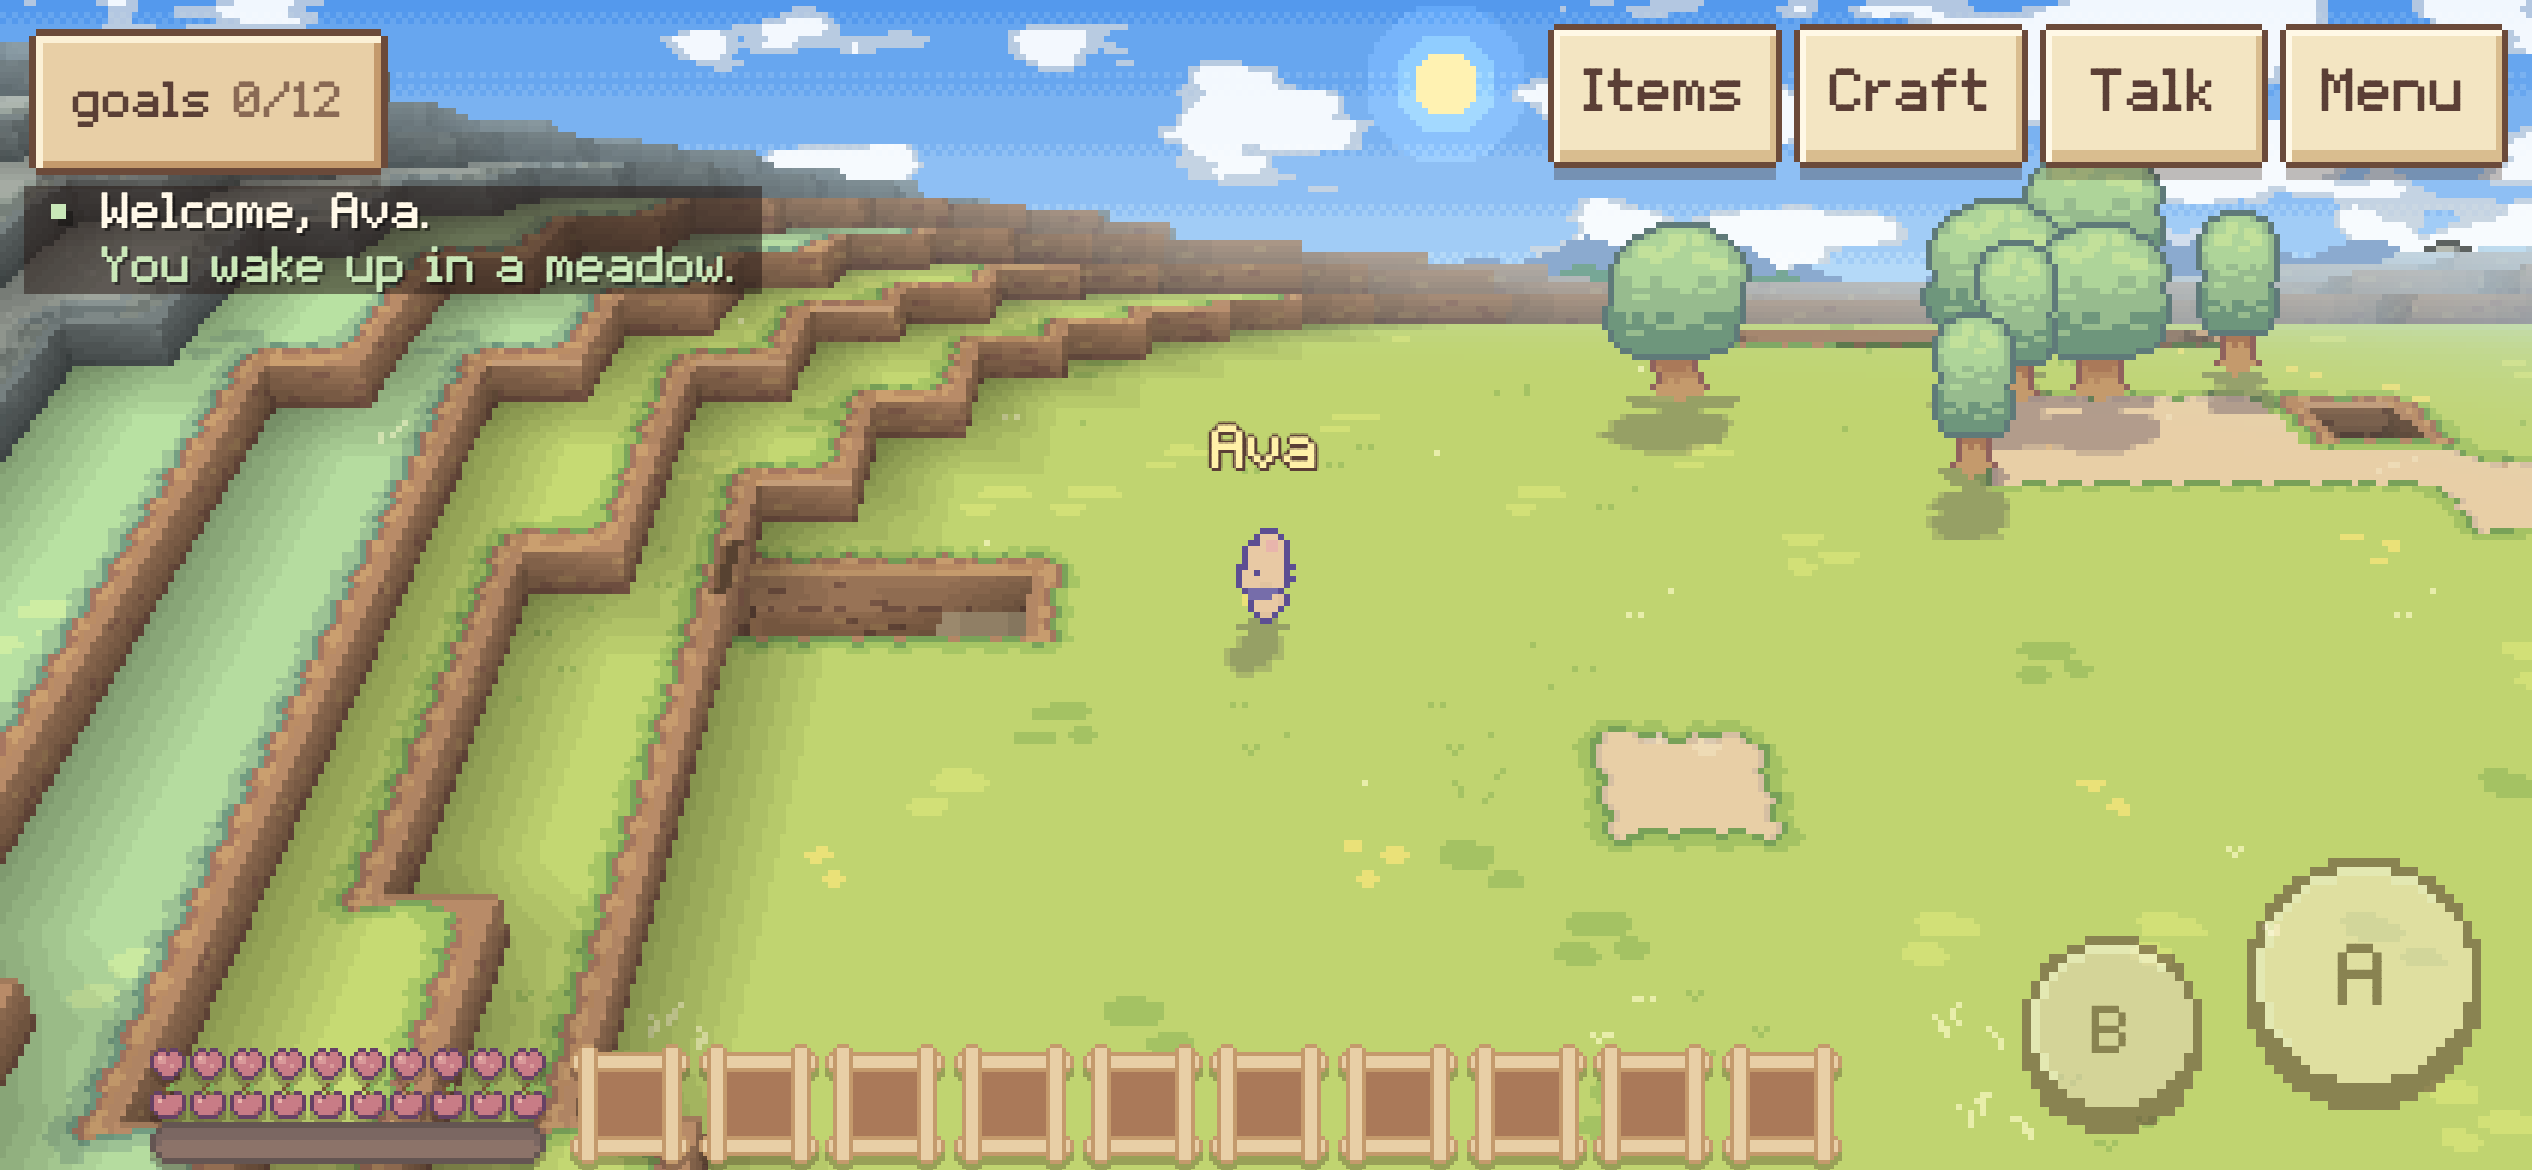 goals 0/12
Items
Craft
Talk
Menu
Welcome, Ava.
You wake up in a meadow.
Ava
A
B